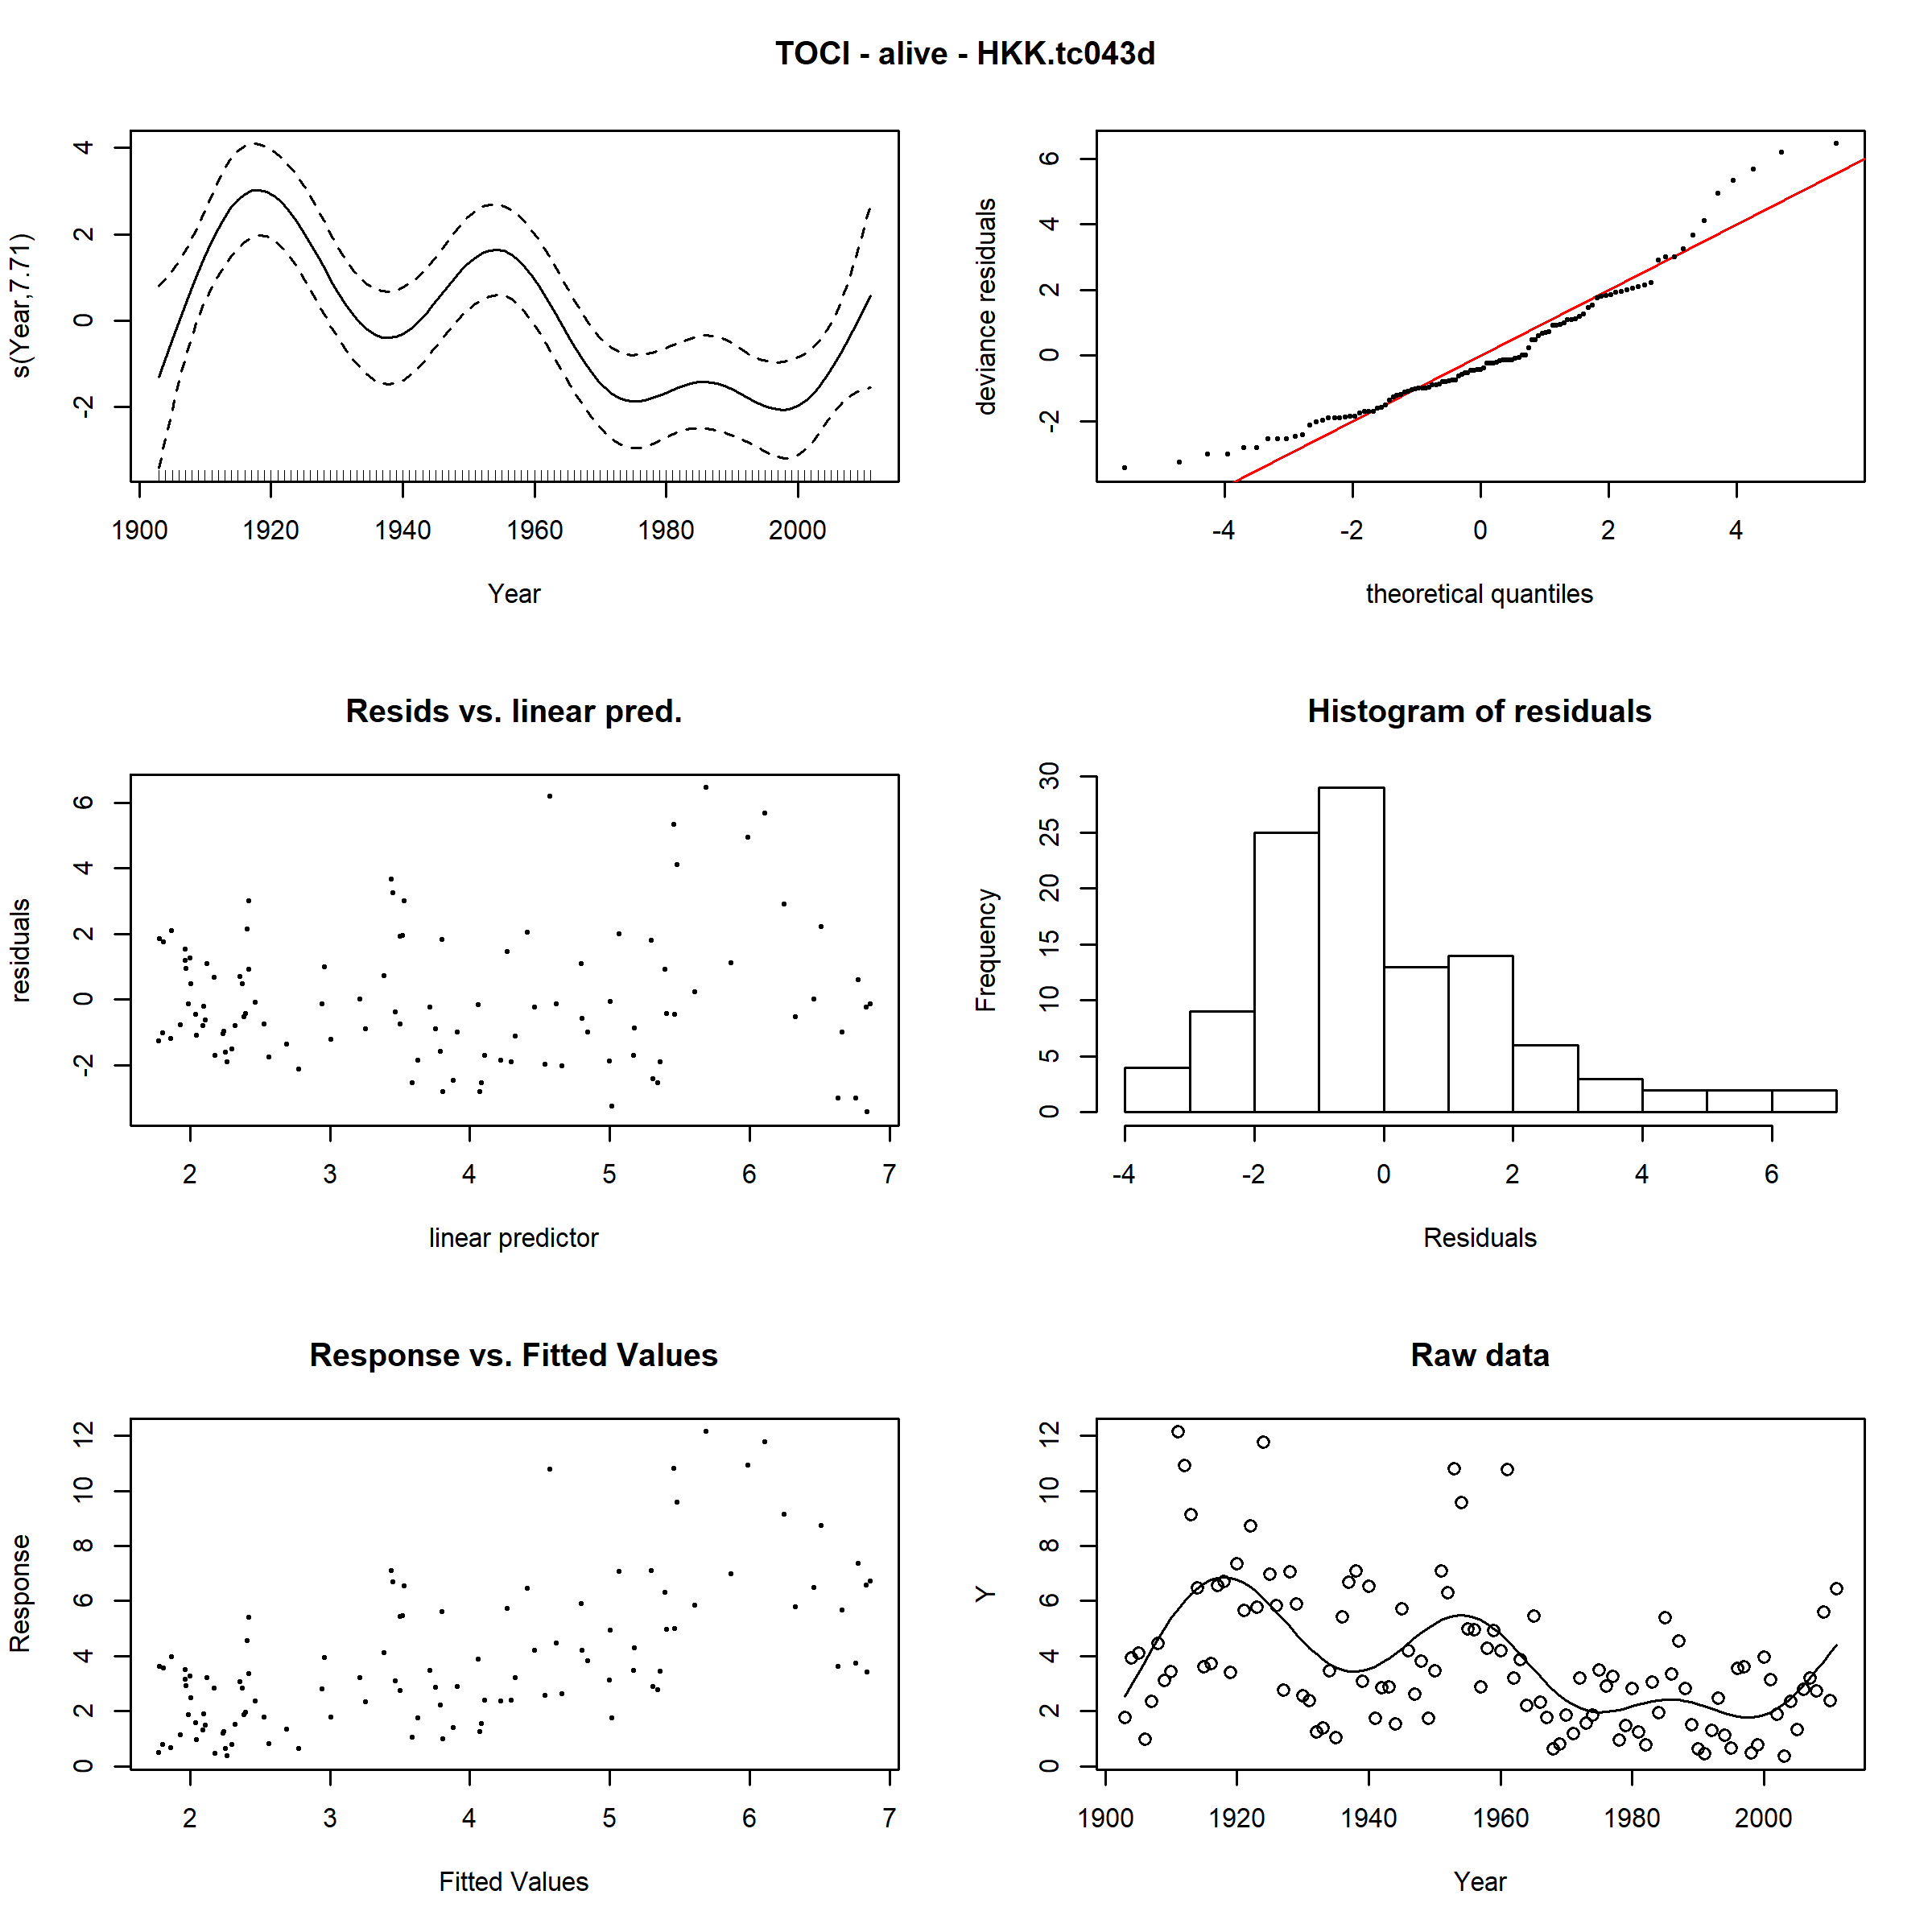 TOCI - alive - HKK.tc043d
s(Year,7.71)
4
2
0
-2
1900 1920 1940 1960 1980 2000
Year
deviance residuals
6
4
2
0
-2
-4 -2 0 2 4
theoretical quantiles
Resids vs. linear pred.
residuals
6
4
2
0
-2
2 3 4 5 6 7
linear predictor
Histogram of residuals
Frequency
30
25
20
15
10
5
0
-4 -2 0 2 4 6
Residuals
Response vs. Fitted Values
Response
12
10
8
6
4
2
0
2 3 4 5 6 7
Fitted Values
Raw data
Y
12
10
8
6
4
2
0
1900 1920 1940 1960 1980 2000
Year